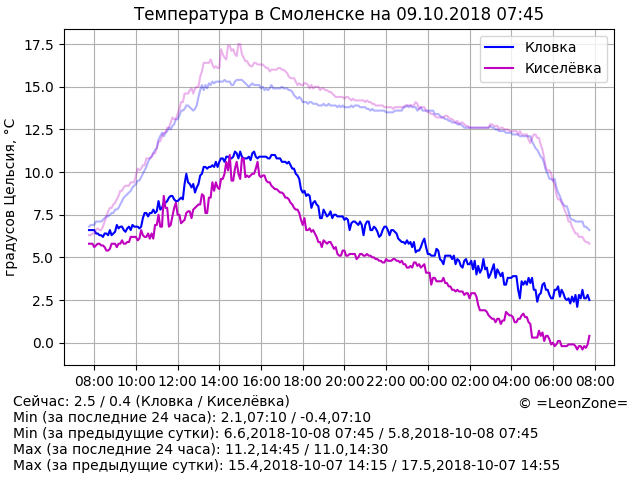 Температура в Смоленске на 09.10.2018 07:45
17.5
15.0
12.5
10.0
7.5
5.0
2.5
0.0
градусов Цельсия, °C
Кловка
Киселёвка
08:00 10:00 12:00 14:00 16:00 18:00 20:00 22:00 00:00 02:00 04:00 06:00 08:00
Сейчас: 2.5 / 0.4 (Кловка / Киселёвка)
© =LeonZone=
Min (за последние 24 часа): 2.1,07:10 / -0.4,07:10
Min (за предыдущие сутки): 6.6,2018-10-08 07:45 / 5.8,2018-10-08 07:45
Max (за последние 24 часа): 11.2,14:45 / 11.0,14:30
Max (за предыдущие сутки): 15.4,2018-10-07 14:15 / 17.5,2018-10-07 14:55